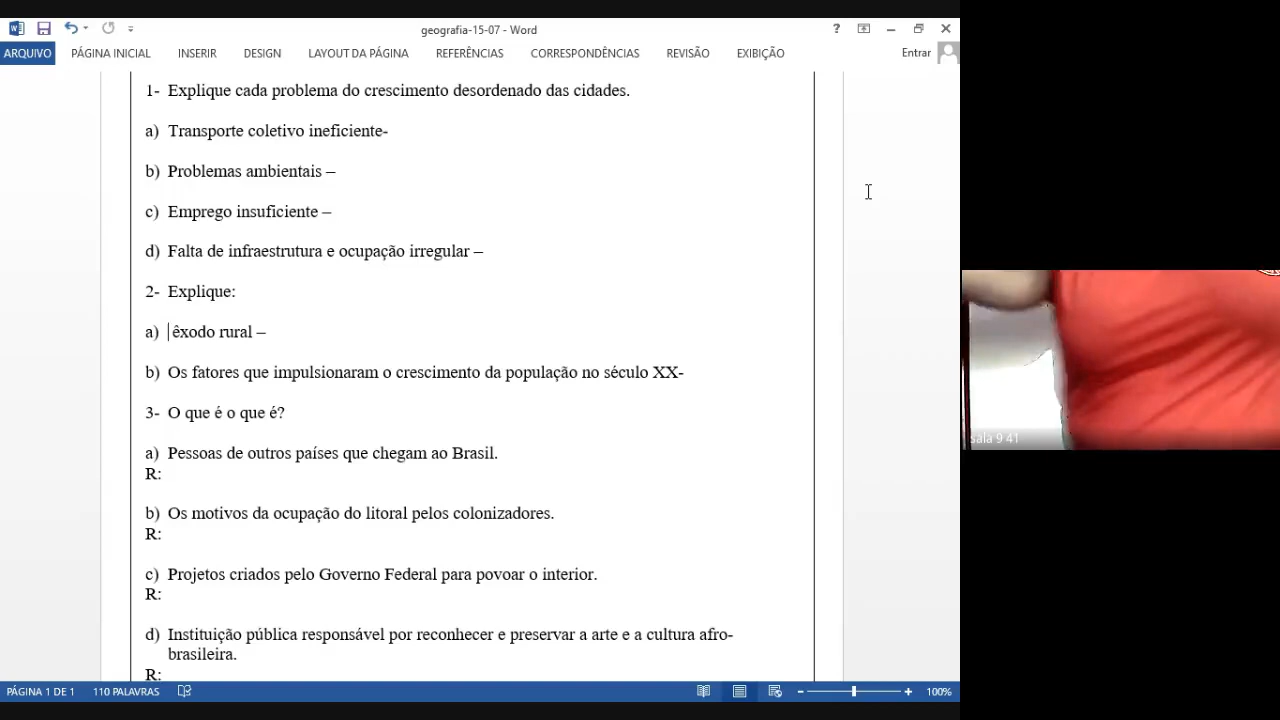 geografia-15-07 - Word
ARQUIVO PÁGINA INICIAL INSERIR DESIGN LAYOUT DA PÁGINA REFERÊNCIAS CORRESPONDÊNCIAS REVISÃO EXIBIÇÃO Entrar
1- Explique cada problema do crescimento desordenado das cidades.
a) Transporte coletivo ineficiente-
b) Problemas ambientais –
c) Emprego insuficiente –
d) Falta de infraestrutura e ocupação irregular –
2- Explique:
a) êxodo rural –
b) Os fatores que impulsionaram o crescimento da população no século XX-
3- O que é o que é?
a) Pessoas de outros países que chegam ao Brasil.
R:
b) Os motivos da ocupação do litoral pelos colonizadores.
R:
c) Projetos criados pelo Governo Federal para povoar o interior.
R:
d) Instituição pública responsável por reconhecer e preservar a arte e a cultura afro-
brasileira.
R:
PÁGINA 1 DE 1 110 PALAVRAS 100%
sala 9 41